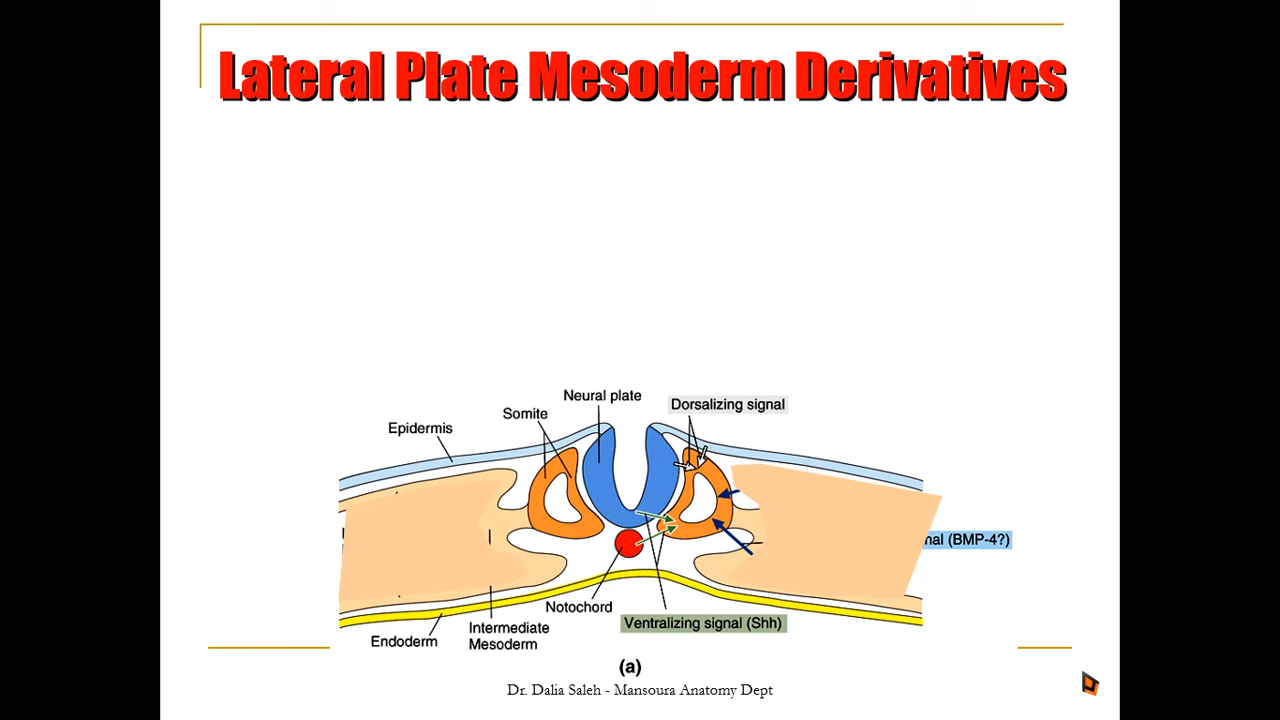 Lateral Plate Mesoderm Derivatives
Neural plate
Dorsalizing signal
Somite
Epidermis
nal (BMP-4?)
Notochord
Ventralizing signal (Shh)
Endoderm
Intermediate
Mesoderm
(a)
Dr. Dalia Saleh - Mansoura Anatomy Dept